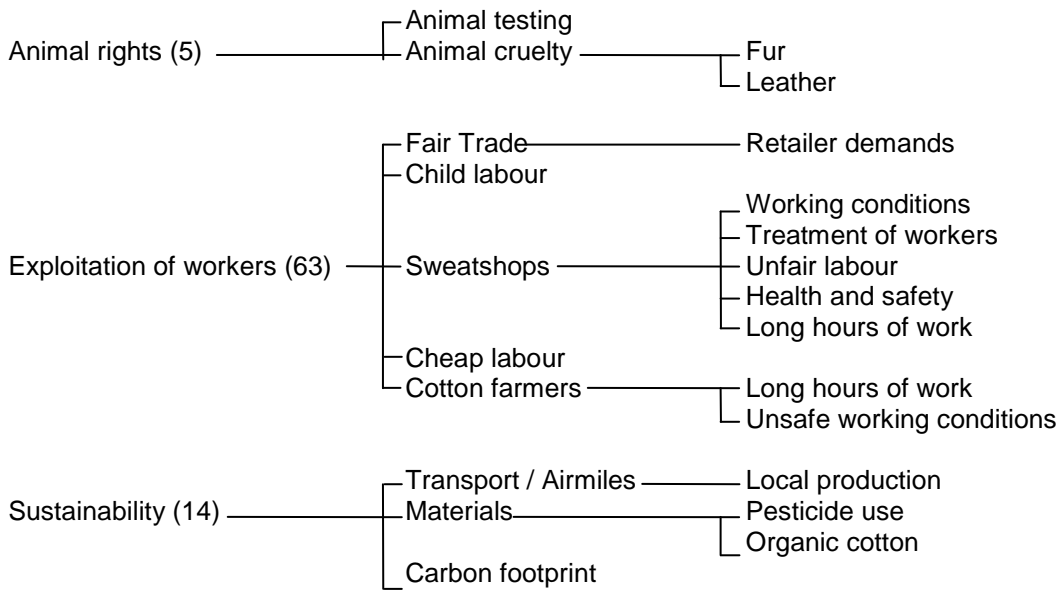 Animal testing
Animal rights (5) Animal cruelty Fur
Leather
Fair Trade Retailer demands
Child labour
Working conditions
Treatment of workers
Exploitation of workers (63) Sweatshops Unfair labour
Health and safety
Long hours of work
Cheap labour
Cotton farmers Long hours of work
Unsafe working conditions
Transport / Airmiles Local production
Sustainability (14) Materials Pesticide use
Organic cotton
Carbon footprint